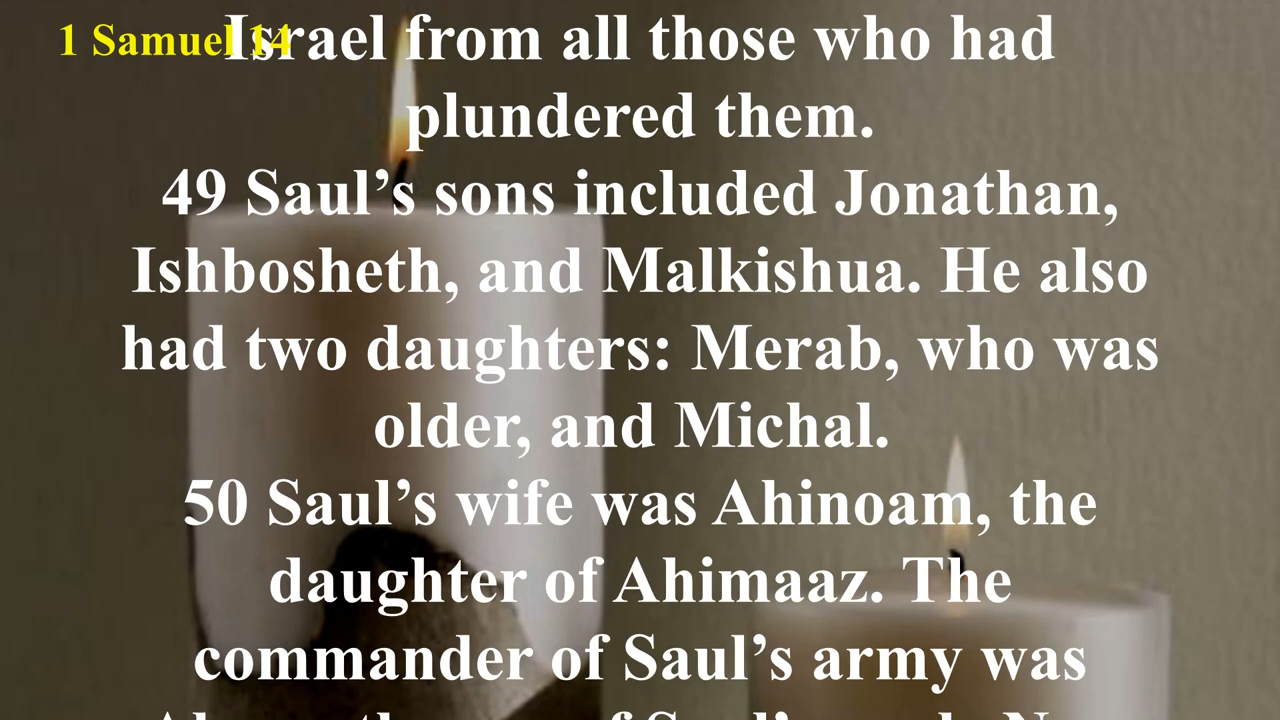 1 Samuel 14
Israel from all those who had
plundered them.
49 Saul’s sons included Jonathan,
Ishbosheth, and Malkishua. He also
had two daughters: Merab, who was
older, and Michal.
50 Saul’s wife was Ahinoam, the
daughter of Ahimaaz. The
commander of Saul’s army was